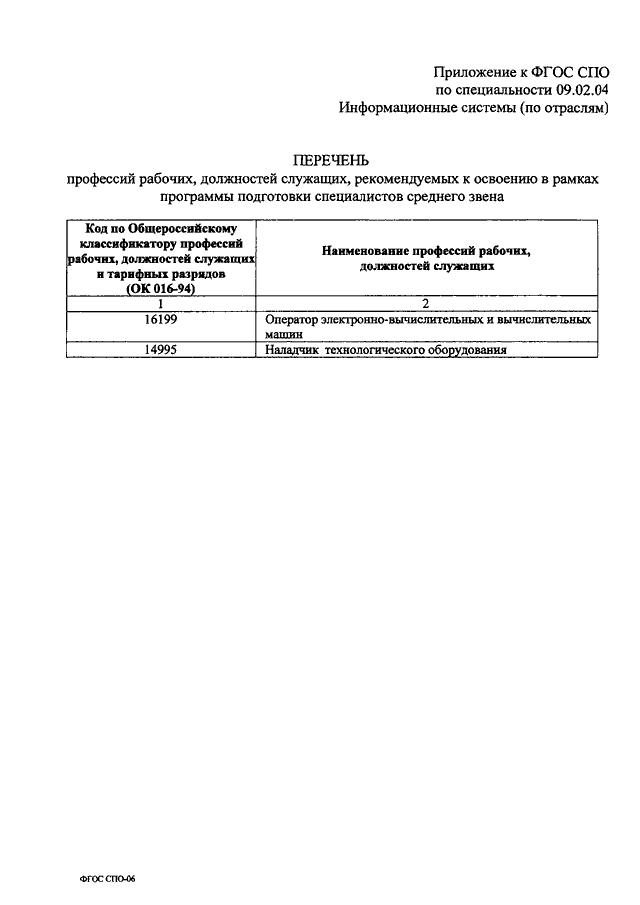 Приложение к ФГОС СПО
по специальности 09.02.04
Информационные системы (по отраслям)
ПЕРЕЧЕНЬ
профессий рабочих, должностей служащих, рекомендуемых к освоению в рамках
программы подготовки специалистов среднего звена
Код по Общероссийскому
классификатору профессий
рабочих, должностей служащих
и тарифных разрядов
(ОК 016-94)
Наименование профессий рабочих,
должностей служащих
1 2
16199 Оператор электронно-вычислительных и вычислительных
машин
14995 Наладчик технологического оборудования
ФГОС СПО-06